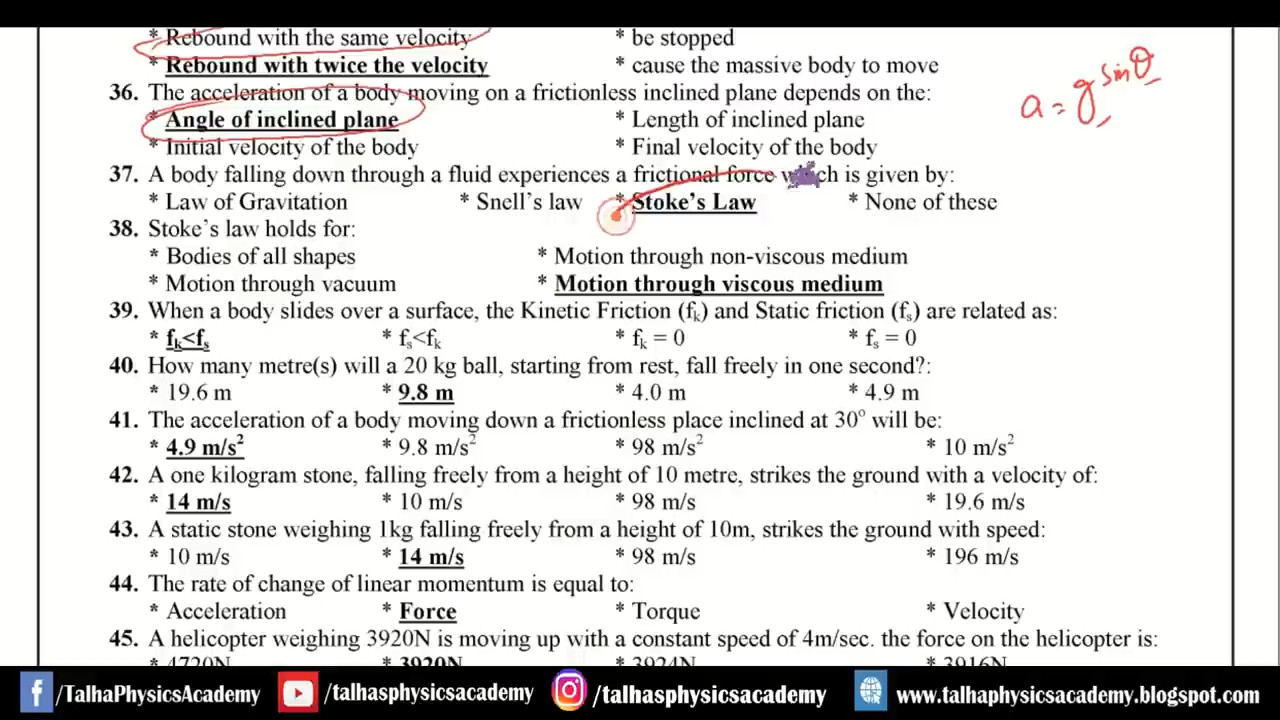 * Rebound with the same velocity * be stopped
* Rebound with twice the velocity * cause the massive body to move
36. The acceleration of a body moving on a frictionless inclined plane depends on the:
* Angle of inclined plane * Length of inclined plane
* Initial velocity of the body * Final velocity of the body
a = g sinθ
37. A body falling down through a fluid experiences a frictional force which is given by:
* Law of Gravitation * Snell's law * Stoke's Law * None of these
38. Stoke's law holds for:
* Bodies of all shapes * Motion through non-viscous medium
* Motion through vacuum * Motion through viscous medium
39. When a body slides over a surface, the Kinetic Friction (fk) and Static friction (fs) are related as:
* fk<fs * fs<fk * fk = 0 * fs = 0
40. How many metre(s) will a 20 kg ball, starting from rest, fall freely in one second?:
* 19.6 m * 9.8 m * 4.0 m * 4.9 m
41. The acceleration of a body moving down a frictionless place inclined at 30° will be:
* 4.9 m/s² * 9.8 m/s² * 98 m/s² * 10 m/s²
42. A one kilogram stone, falling freely from a height of 10 metre, strikes the ground with a velocity of:
* 14 m/s * 10 m/s * 98 m/s * 19.6 m/s
43. A static stone weighing 1kg falling freely from a height of 10m, strikes the ground with speed:
* 10 m/s * 14 m/s * 98 m/s * 196 m/s
44. The rate of change of linear momentum is equal to:
* Acceleration * Force * Torque * Velocity
45. A helicopter weighing 3920N is moving up with a constant speed of 4m/sec. the force on the helicopter is:
* 4720N * 3920N * 3924N * 3916N
/TalhaPhysicsAcademy /talhasphysicsacademy /talhasphysicsacademy www.talhaphysicsacademy.blogspot.com